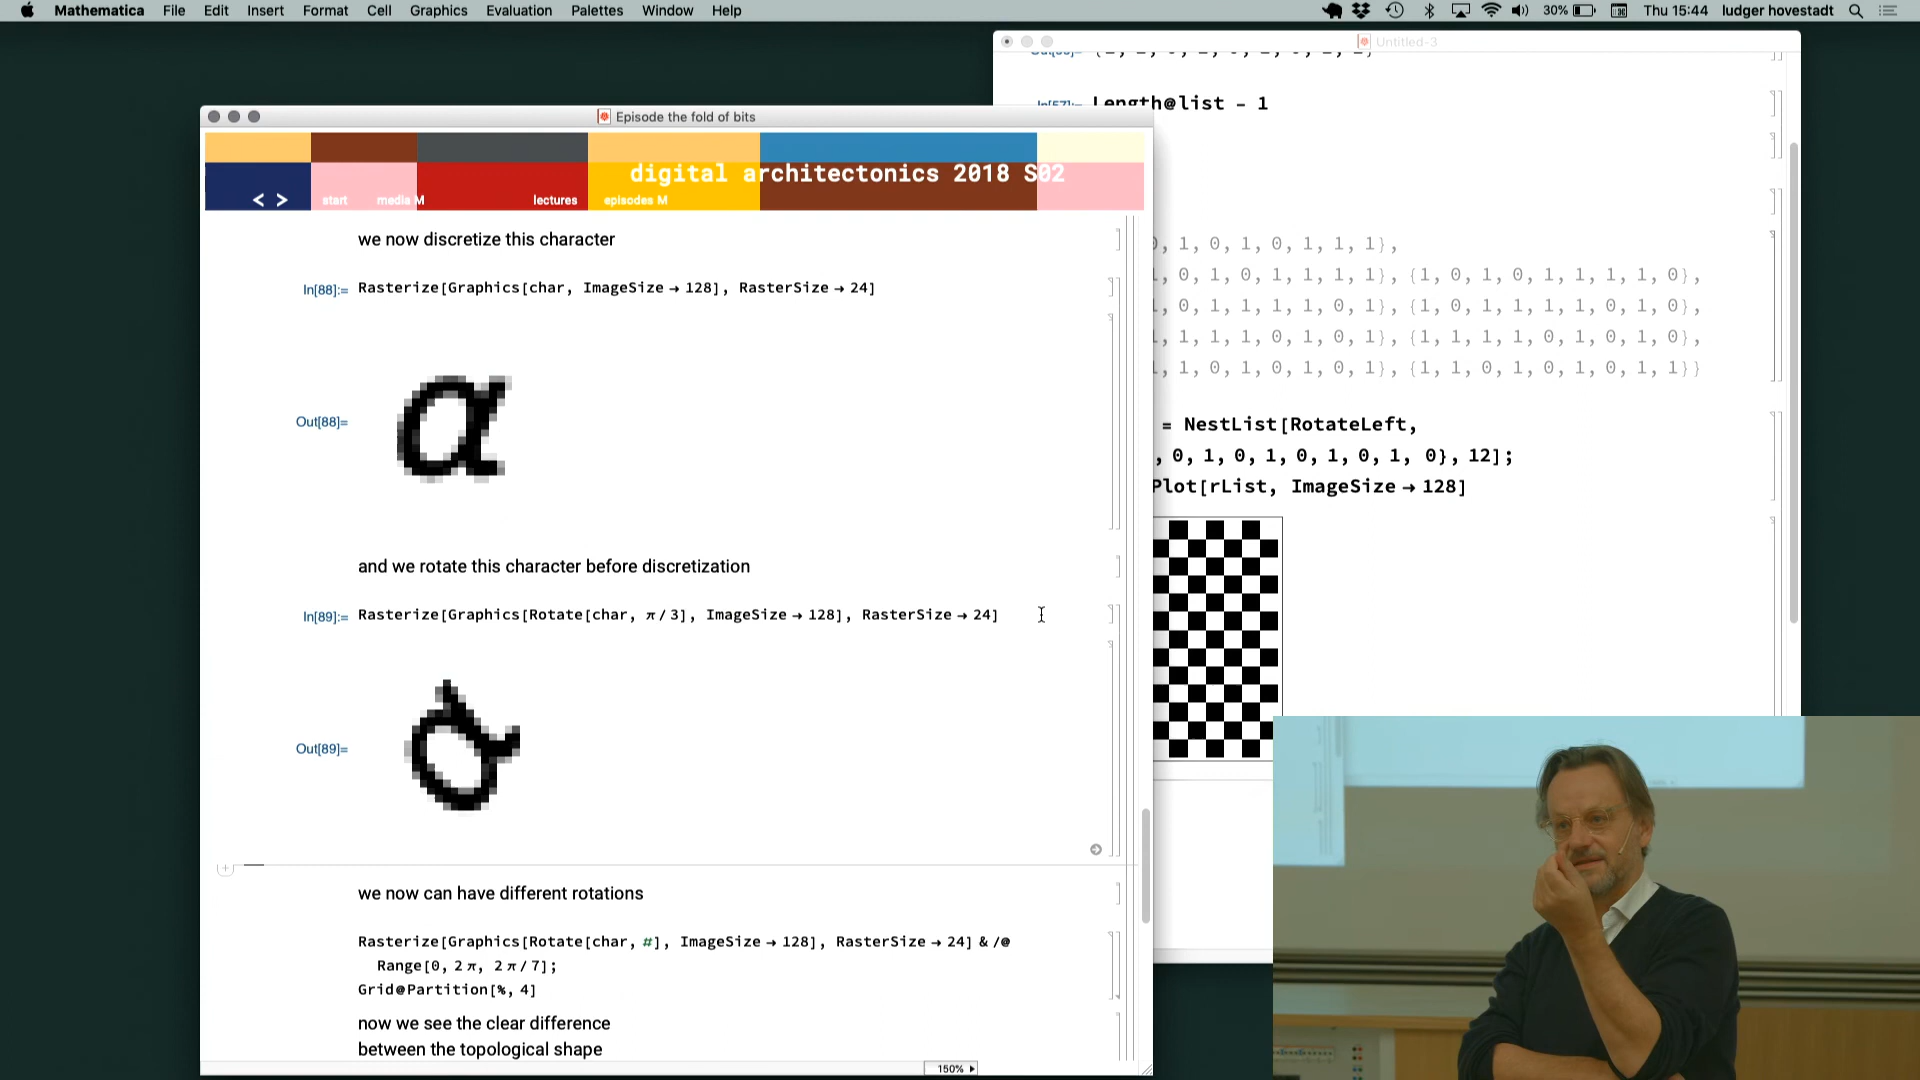 Mathematica File Edit Insert Format Cell Graphics Evaluation Palettes Window Help 30% Thu 15:44 ludger hovestadt
Untitled-3
In[57]:= Length@list - 1
Episode the fold of bits
digital architectonics 2018 S02
< > start media M lectures episodes M
we now discretize this character
In[88]:= Rasterize[Graphics[char, ImageSize → 128], RasterSize → 24]
α
Out[88]=
and we rotate this character before discretization
In[89]:= Rasterize[Graphics[Rotate[char, π / 3], ImageSize → 128], RasterSize → 24]
α
Out[89]=
we now can have different rotations
Rasterize[Graphics[Rotate[char, #], ImageSize → 128], RasterSize → 24] & /@
Range[0, 2 π, 2 π / 7];
Grid@Partition[%, 4]
now we see the clear difference
between the topological shape
150%
, 1, 0, 1, 0, 1, 1, 1},
, 0, 1, 0, 1, 1, 1, 1}, {1, 0, 1, 0, 1, 1, 1, 1, 0},
, 0, 1, 1, 1, 1, 0, 1}, {1, 0, 1, 1, 1, 1, 0, 1, 0},
, 1, 1, 1, 0, 1, 0, 1}, {1, 1, 1, 1, 0, 1, 0, 1, 0},
, 1, 0, 1, 0, 1, 0, 1}, {1, 1, 0, 1, 0, 1, 0, 1, 1}}
= NestList[RotateLeft,
, 0, 1, 0, 1, 0, 1, 0, 1, 0}, 12];
Plot[rList, ImageSize → 128]